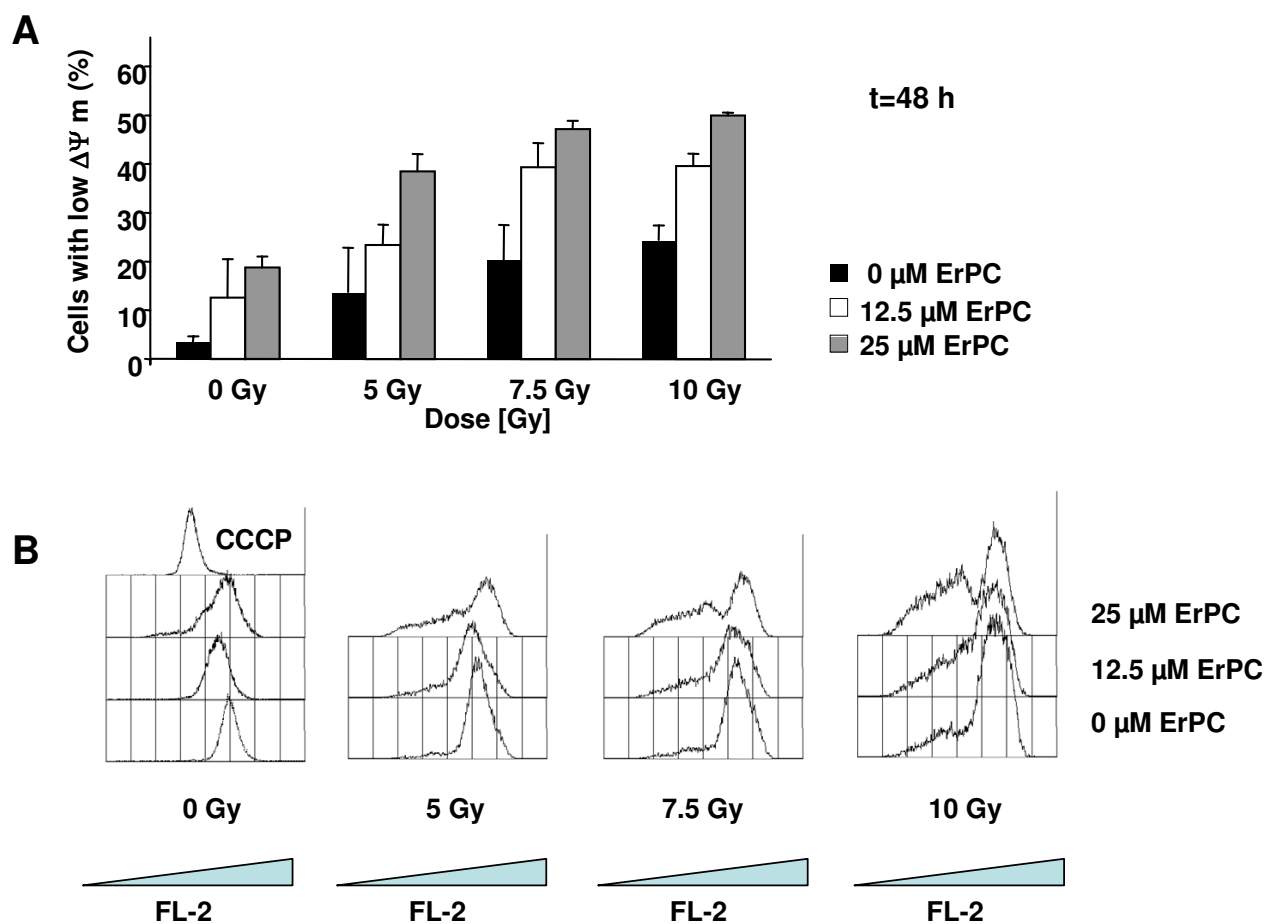 A
Cells with low ΔΨ m (%)
60
50
40
30
20
10
0
t=48 h
0 µM ErPC
12.5 µM ErPC
25 µM ErPC
0 Gy 5 Gy 7.5 Gy 10 Gy
Dose [Gy]
B
CCCP
25 µM ErPC
12.5 µM ErPC
0 µM ErPC
0 Gy 5 Gy 7.5 Gy 10 Gy
FL-2 FL-2 FL-2 FL-2